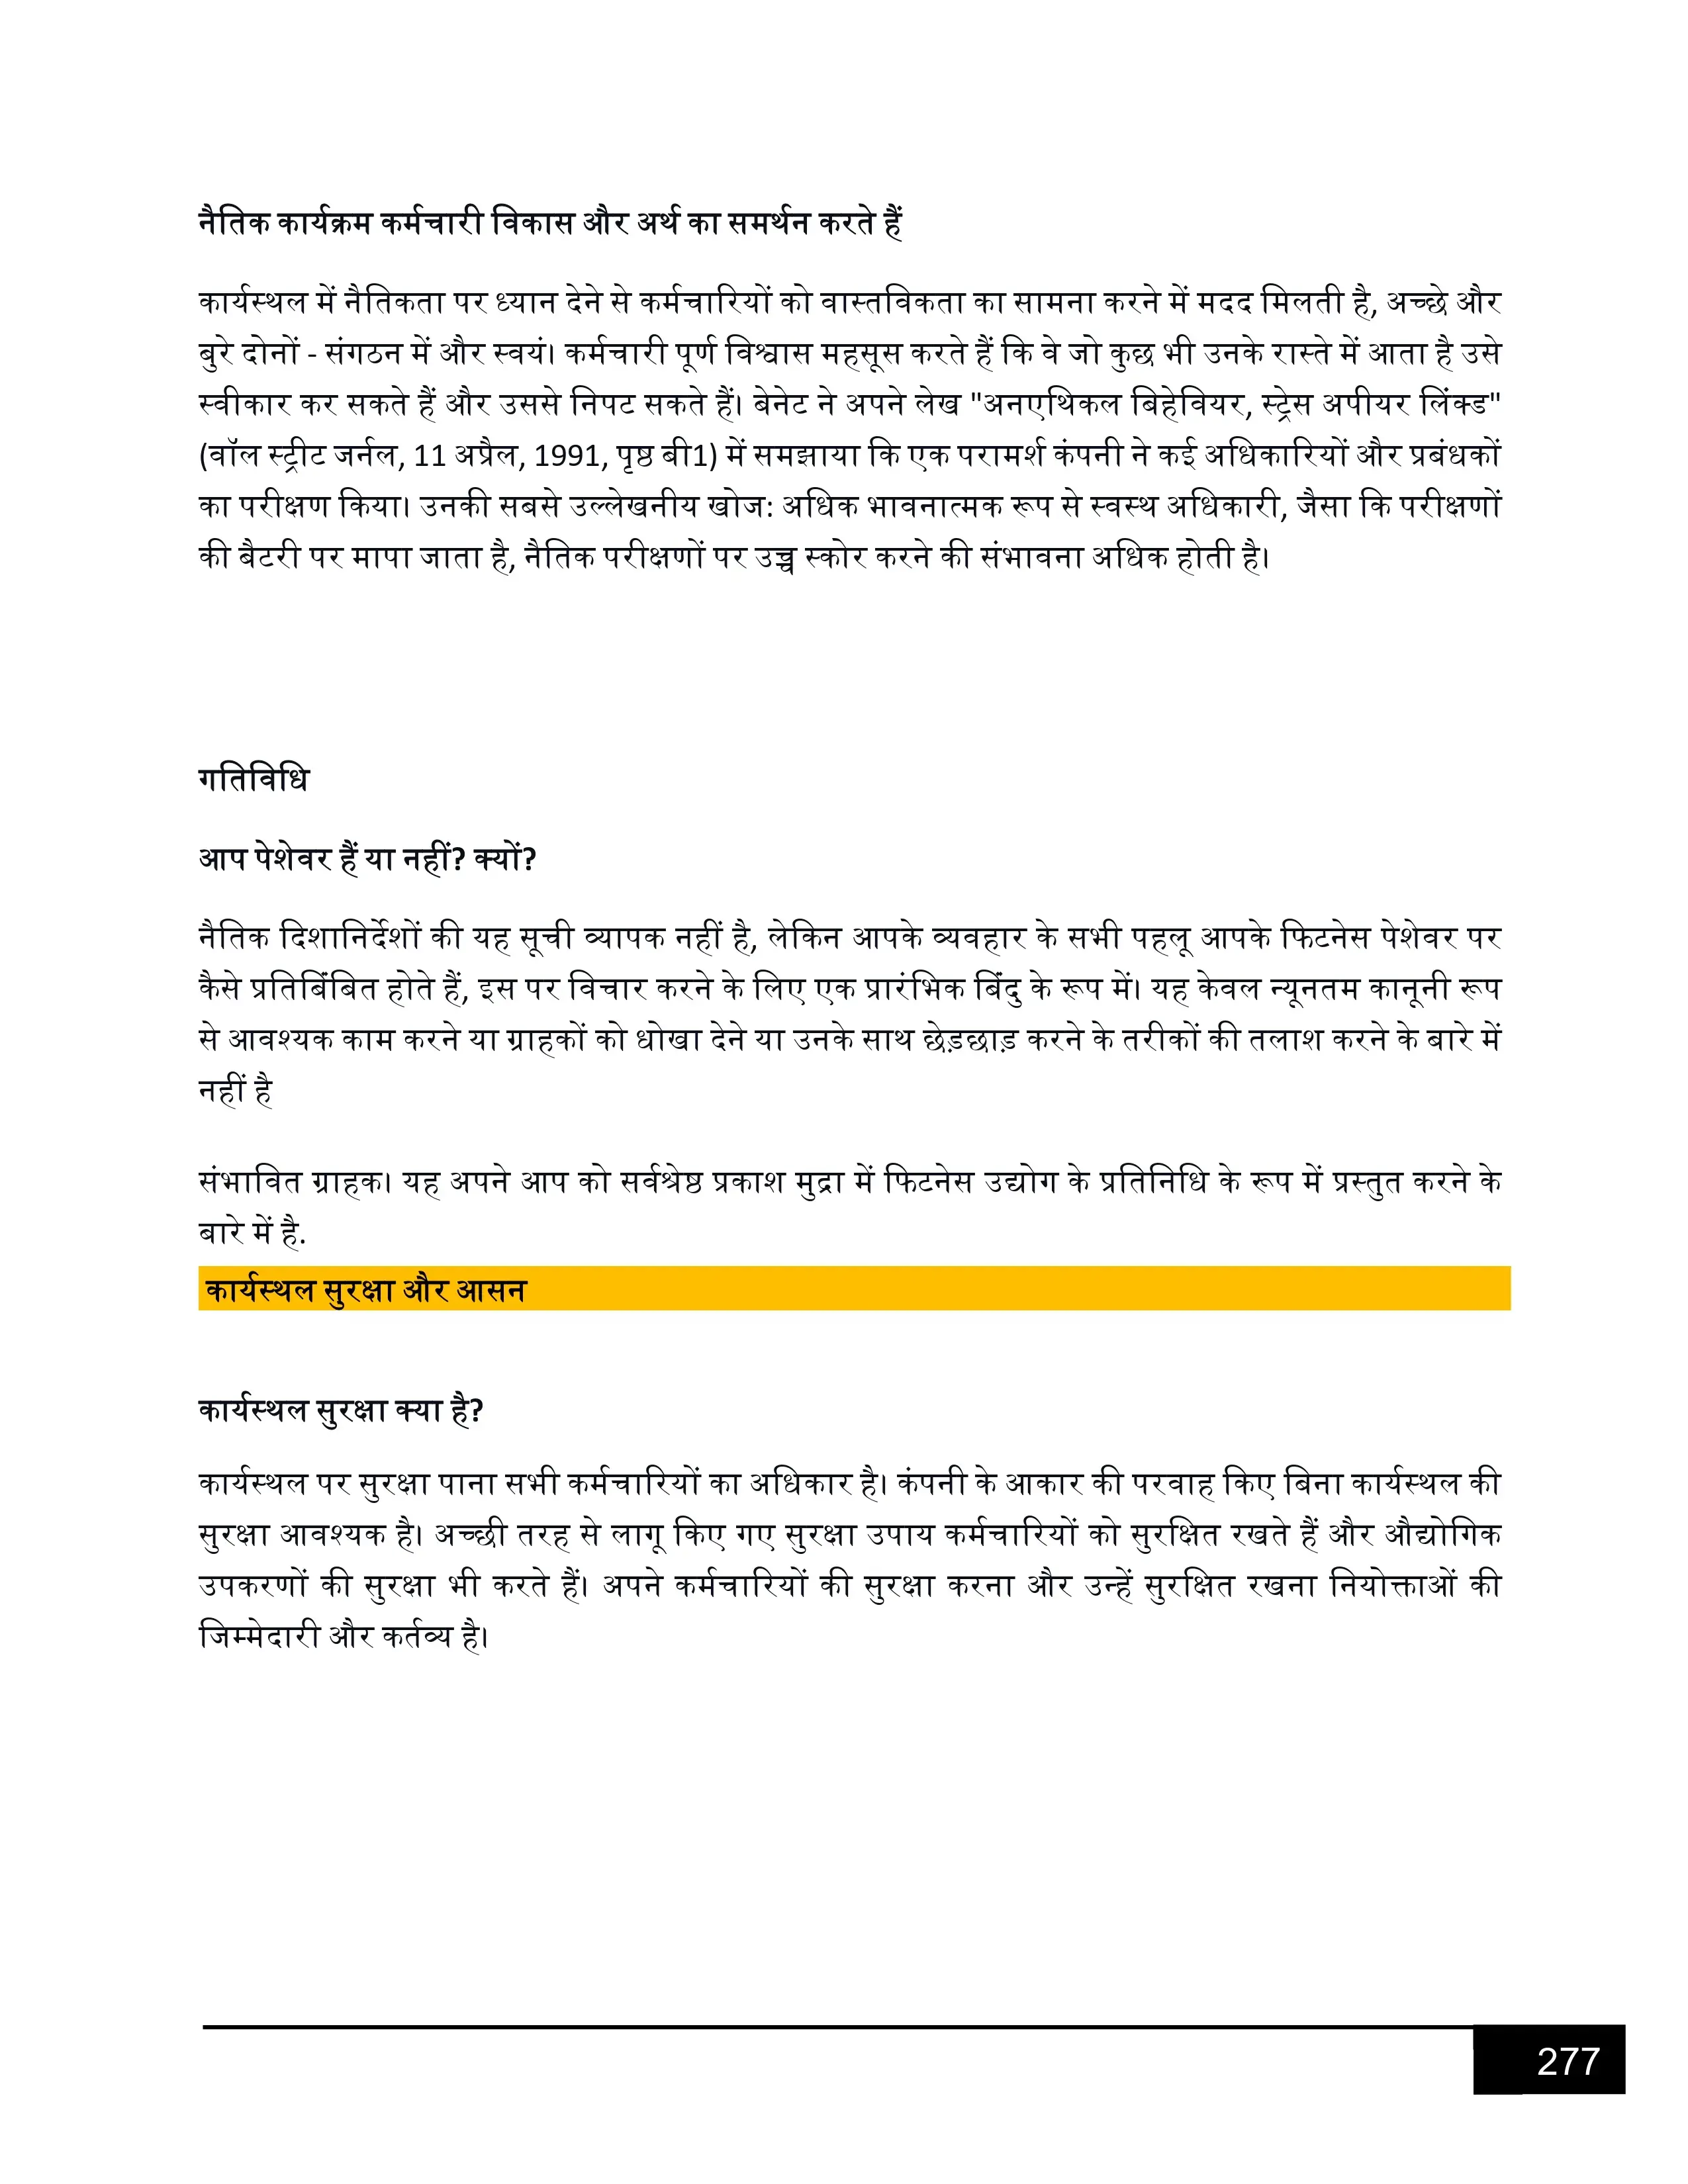 नैतिक कार्यक्रम कर्मचारी विकास और अर्थ का समर्थन करते हैं
कार्यस्थल में नैतिकता पर ध्यान देने से कर्मचारियों को वास्तविकता का सामना करने में मदद मिलती है, अच्छे और
बुरे दोनों - संगठन में और स्वयं। कर्मचारी पूर्ण विश्वास महसूस करते हैं कि वे जो कुछ भी उनके रास्ते में आता है उसे
स्वीकार कर सकते हैं और उससे निपट सकते हैं। बेनेट ने अपने लेख "अनएथिकल बिहेवियर, स्ट्रेस अपीयर लिंक्ड"
(वॉल स्ट्रीट जर्नल, 11 अप्रैल, 1991, पृष्ठ बी1) में समझाया कि एक परामर्श कंपनी ने कई अधिकारियों और प्रबंधकों
का परीक्षण किया। उनकी सबसे उल्लेखनीय खोज: अधिक भावनात्मक रूप से स्वस्थ अधिकारी, जैसा कि परीक्षणों
की बैटरी पर मापा जाता है, नैतिक परीक्षणों पर उच्च स्कोर करने की संभावना अधिक होती है।
गतिविधि
आप पेशेवर हैं या नहीं? क्यों?
नैतिक दिशानिर्देशों की यह सूची व्यापक नहीं है, लेकिन आपके व्यवहार के सभी पहलू आपके फिटनेस पेशेवर पर
कैसे प्रतिबिंबित होते हैं, इस पर विचार करने के लिए एक प्रारंभिक बिंदु के रूप में। यह केवल न्यूनतम कानूनी रूप
से आवश्यक काम करने या ग्राहकों को धोखा देने या उनके साथ छेड़छाड़ करने के तरीकों की तलाश करने के बारे में
नहीं है
संभावित ग्राहक। यह अपने आप को सर्वश्रेष्ठ प्रकाश मुद्रा में फिटनेस उद्योग के प्रतिनिधि के रूप में प्रस्तुत करने के
बारे में है.
कार्यस्थल सुरक्षा और आसन
कार्यस्थल सुरक्षा क्या है?
कार्यस्थल पर सुरक्षा पाना सभी कर्मचारियों का अधिकार है। कंपनी के आकार की परवाह किए बिना कार्यस्थल की
सुरक्षा आवश्यक है। अच्छी तरह से लागू किए गए सुरक्षा उपाय कर्मचारियों को सुरक्षित रखते हैं और औद्योगिक
उपकरणों की सुरक्षा भी करते हैं। अपने कर्मचारियों की सुरक्षा करना और उन्हें सुरक्षित रखना नियोक्ताओं की
जिम्मेदारी और कर्तव्य है।
277